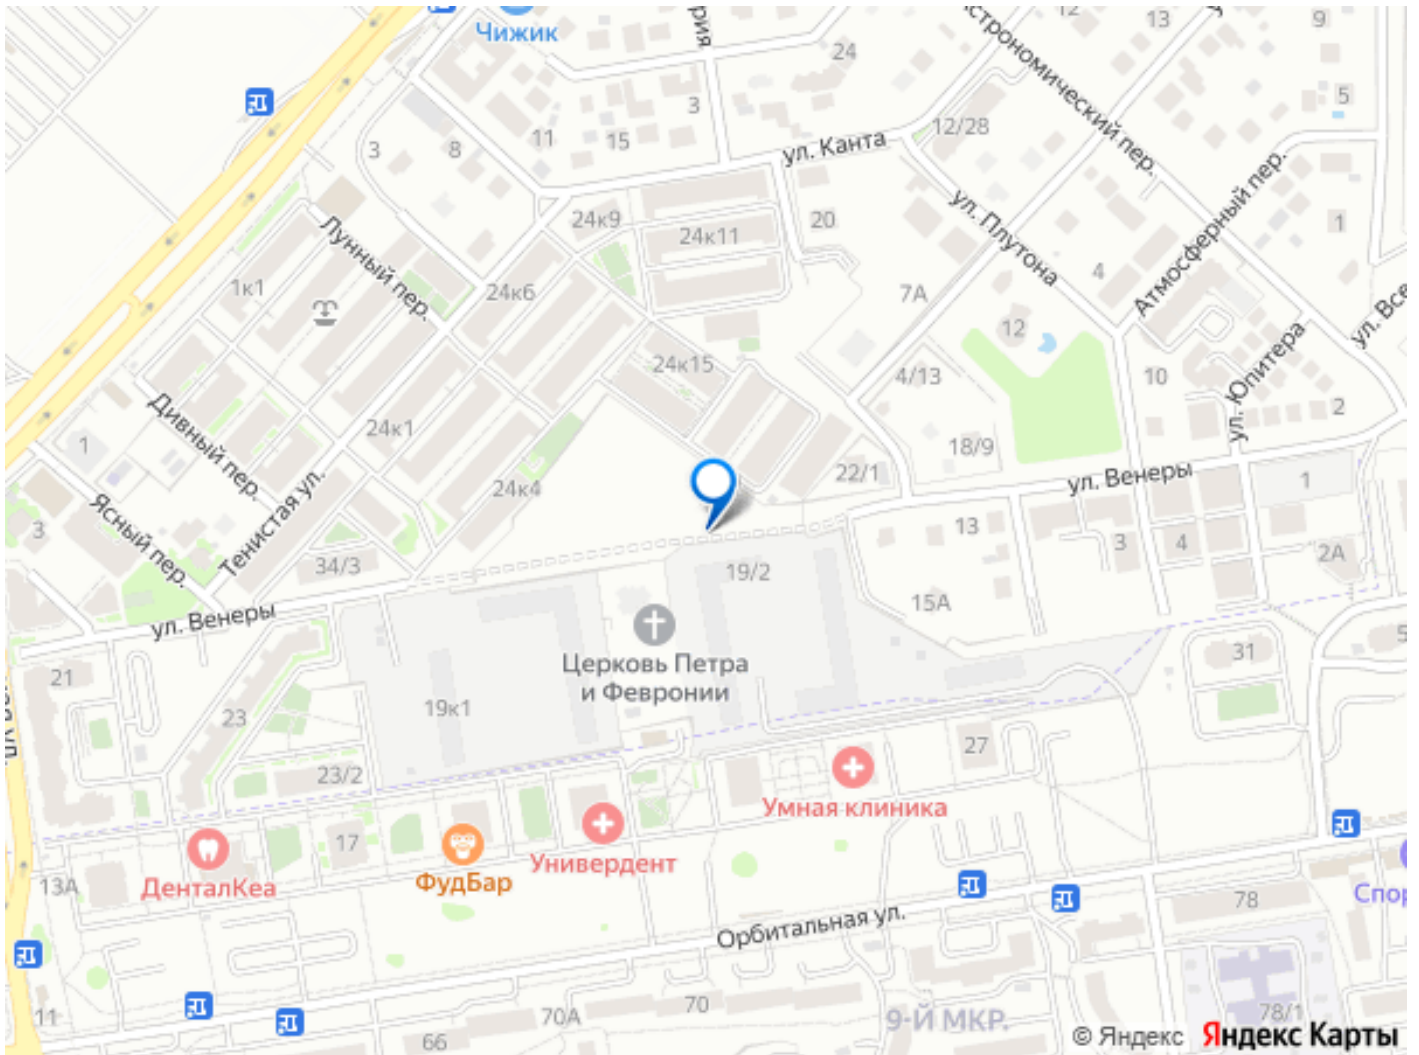 Чижик
12
13
9
24
5
3
11
15
12/28
Астрономический пер.
3
8
ул. Канта
24к9
20
24к11
ул. Плутона
Атмосферный пер.
1
Лунный пер.
1к1
24к6
7А
4
12
ул. Юпитера
24к15
4/13
10
2
Дивный пер.
24к1
1
18/9
22/1
24к4
ул. Венеры
1
Ясный пер.
Тенистая ул.
3
13
3
4
2А
34/3
19/2
15А
ул. Венеры
Церковь Петра
и Февронии
31
21
23
19к1
27
23/2
Умная клиника
17
Универдент
13А
ДенталКеа
ФудБар
78
Орбитальная ул.
11
70А
70
9-Й МКР.
78/1
66
© Яндекс Яндекс Карты